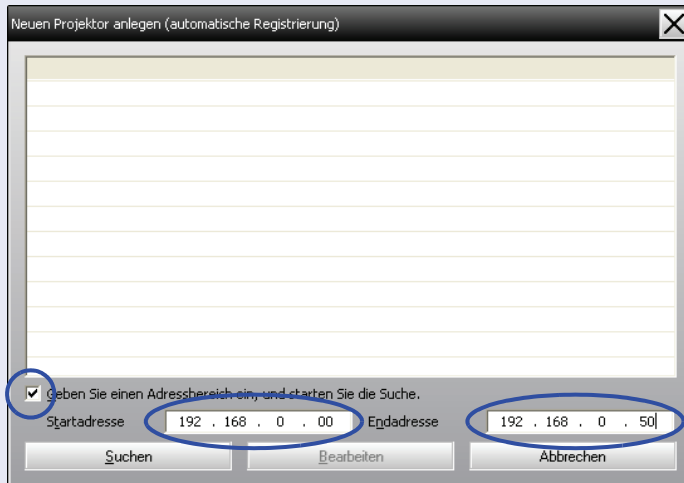 Neuen Projektor anlegen (automatische Registrierung)
Geben Sie einen Adressbereich ein, und starten Sie die Suche.
Startadresse 192 . 168 . 0 . 00 Endadresse 192 . 168 . 0 . 50
Suchen Bearbeiten Abbrechen